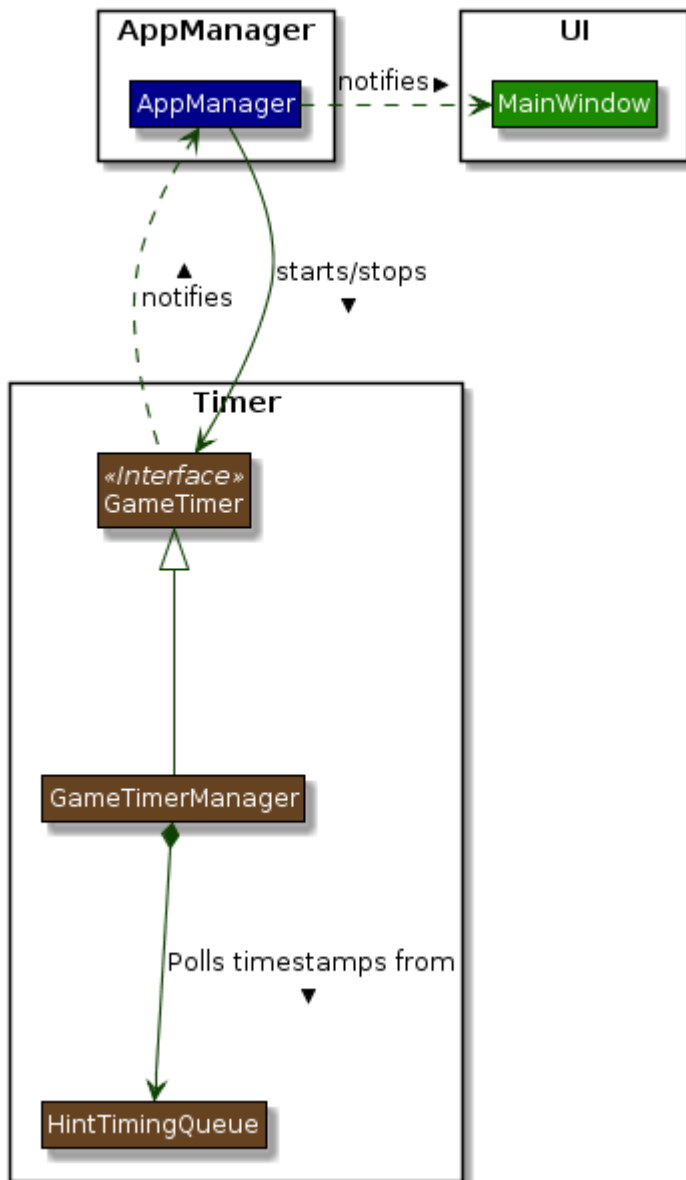 AppManager
UI
AppManager
notifies ▶
MainWindow
▲
notifies
starts/stops
▼
Timer
«Interface»
GameTimer
GameTimerManager
Polls timestamps from
▼
HintTimingQueue